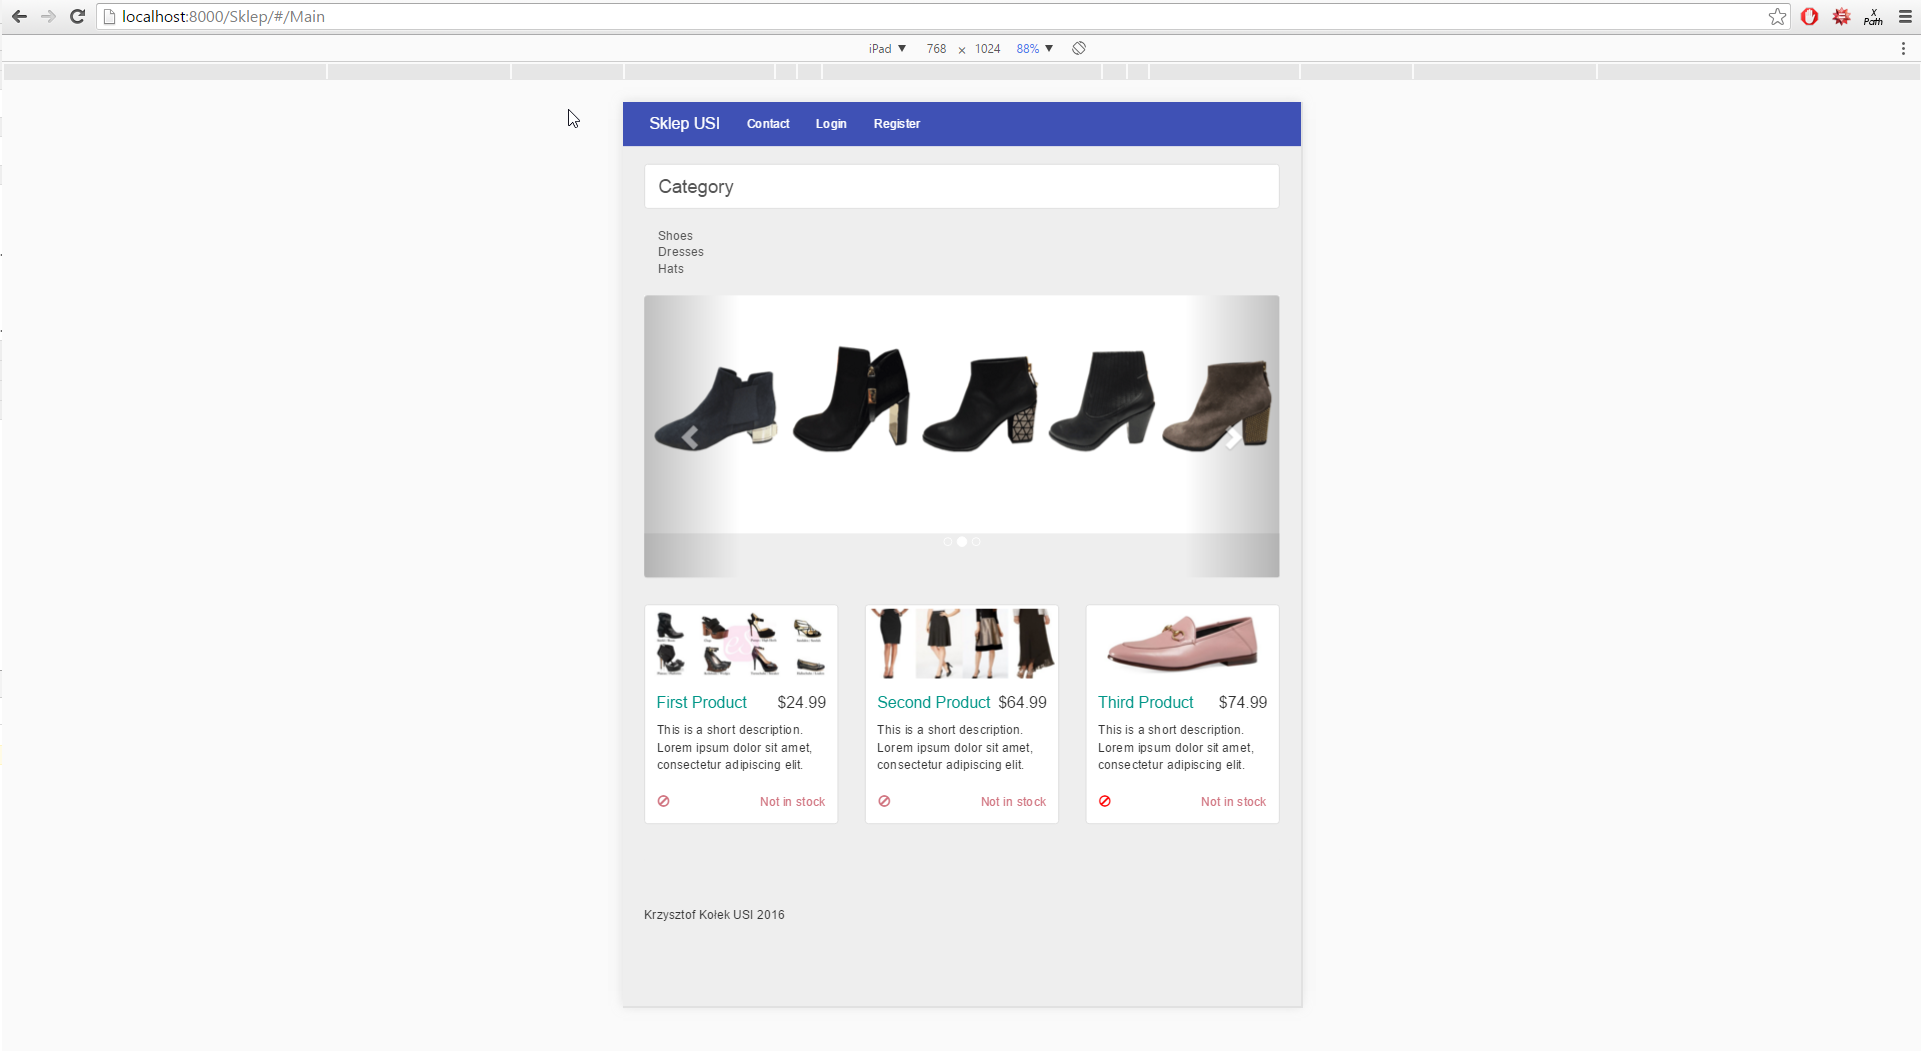 localhost:8000/Sklep/#/Main
X
Path
iPad ▼ 768 × 1024 88% ▼
Sklep USI Contact Login Register
Category
Shoes
Dresses
Hats
First Product $24.99
This is a short description.
Lorem ipsum dolor sit amet,
consectetur adipiscing elit.
Not in stock
Second Product $64.99
This is a short description.
Lorem ipsum dolor sit amet,
consectetur adipiscing elit.
Not in stock
Third Product $74.99
This is a short description.
Lorem ipsum dolor sit amet,
consectetur adipiscing elit.
Not in stock
Krzysztof Kołek USI 2016